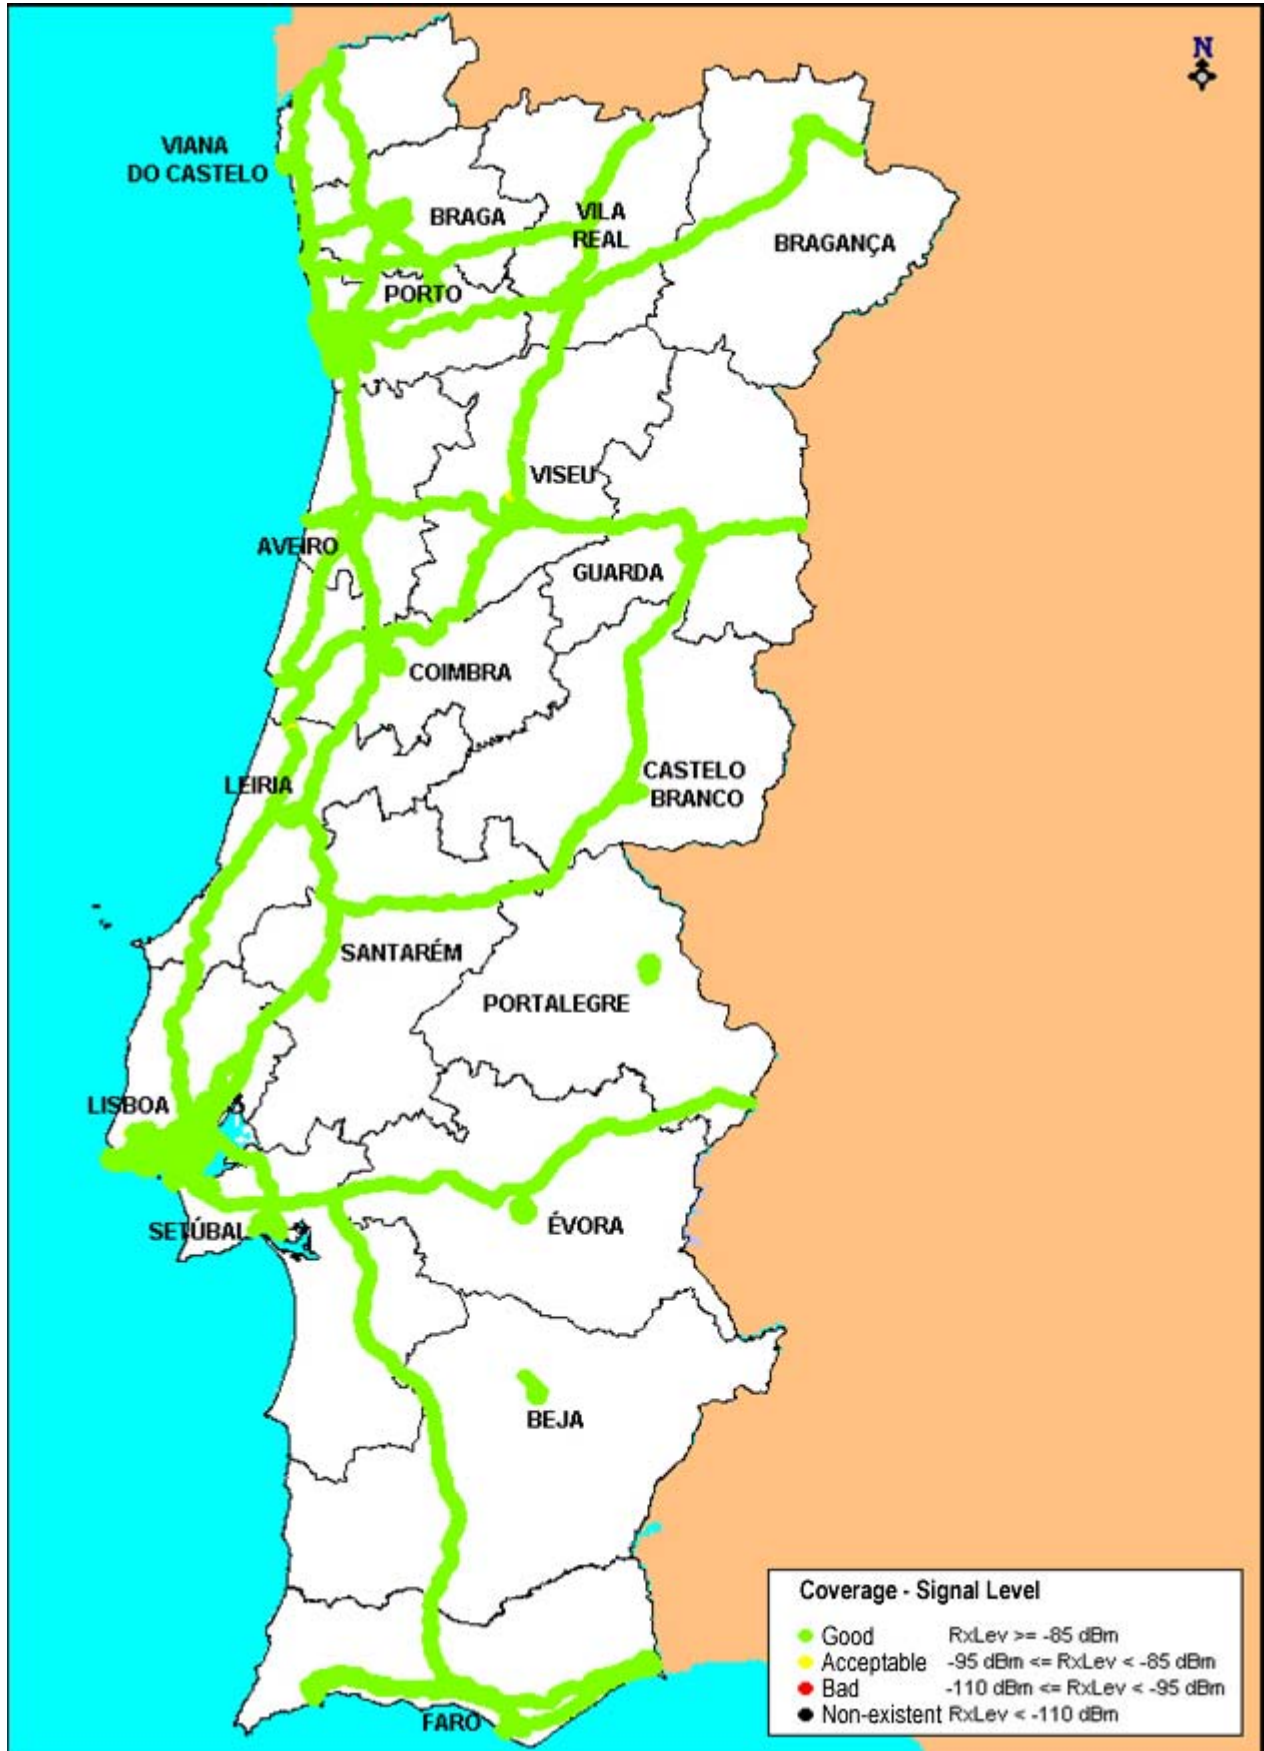 N
VIANA
DO CASTELO
BRAGA
VILA
REAL
BRAGANÇA
PORTO
VISEU
AVEIRO
GUARDA
COIMBRA
LEIRIA
CASTELO
BRANCO
SANTARÉM
PORTALEGRE
LISBOA
SETÚBAL
ÉVORA
BEJA
FARO
Coverage - Signal Level
Good RxLev >= -85 dBm
Acceptable -95 dBm <= RxLev < -85 dBm
Bad -110 dBm <= RxLev < -95 dBm
Non-existent RxLev < -110 dBm